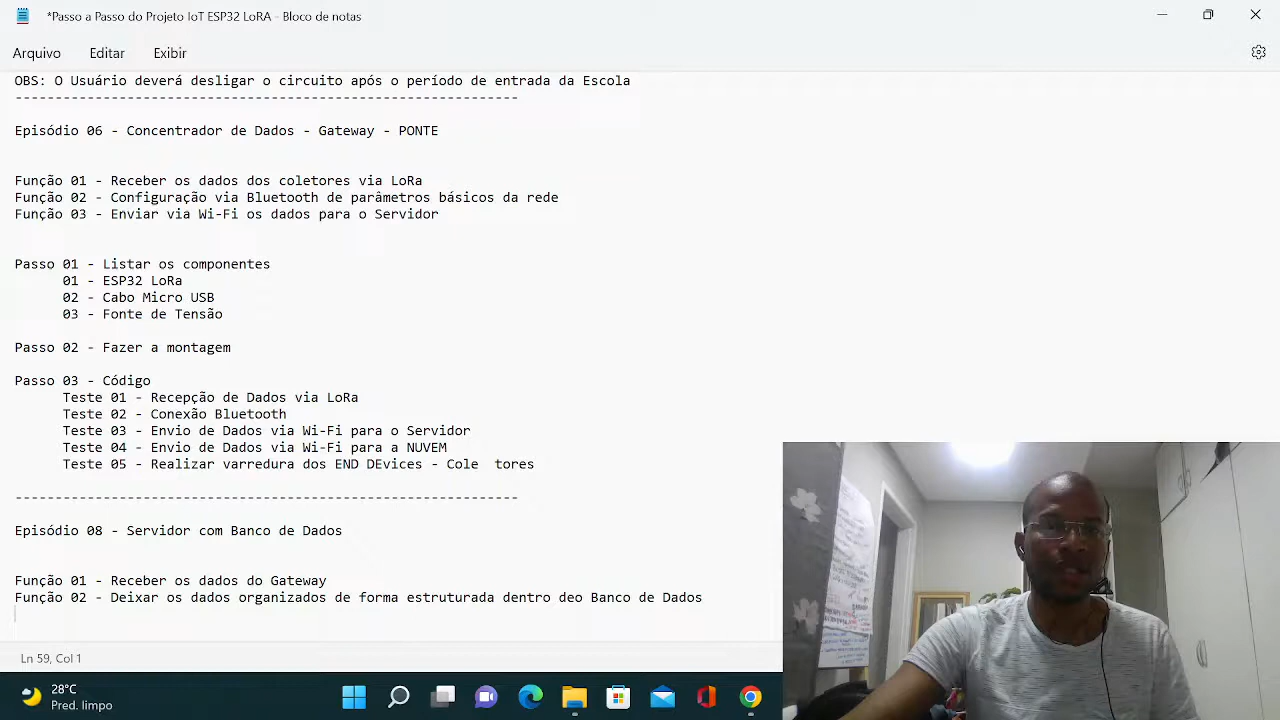 *Passo a Passo do Projeto IoT ESP32 LoRA - Bloco de notas
Arquivo Editar Exibir
OBS: O Usuário deverá desligar o circuito após o período de entrada da Escola
---------------------------------------------------------------
Episódio 06 - Concentrador de Dados - Gateway - PONTE
Função 01 - Receber os dados dos coletores via LoRa
Função 02 - Configuração via Bluetooth de parâmetros básicos da rede
Função 03 - Enviar via Wi-Fi os dados para o Servidor
Passo 01 - Listar os componentes
01 - ESP32 LoRa
02 - Cabo Micro USB
03 - Fonte de Tensão
Passo 02 - Fazer a montagem
Passo 03 - Código
Teste 01 - Recepção de Dados via LoRa
Teste 02 - Conexão Bluetooth
Teste 03 - Envio de Dados via Wi-Fi para o Servidor
Teste 04 - Envio de Dados via Wi-Fi para a NUVEM
Teste 05 - Realizar varredura dos END DEvices - Cole  tores
---------------------------------------------------------------
Episódio 08 - Servidor com Banco de Dados
Função 01 - Receber os dados do Gateway
Função 02 - Deixar os dados organizados de forma estruturada dentro deo Banco de Dados
Ln 59, Col 1
28°C
Pred. limpo